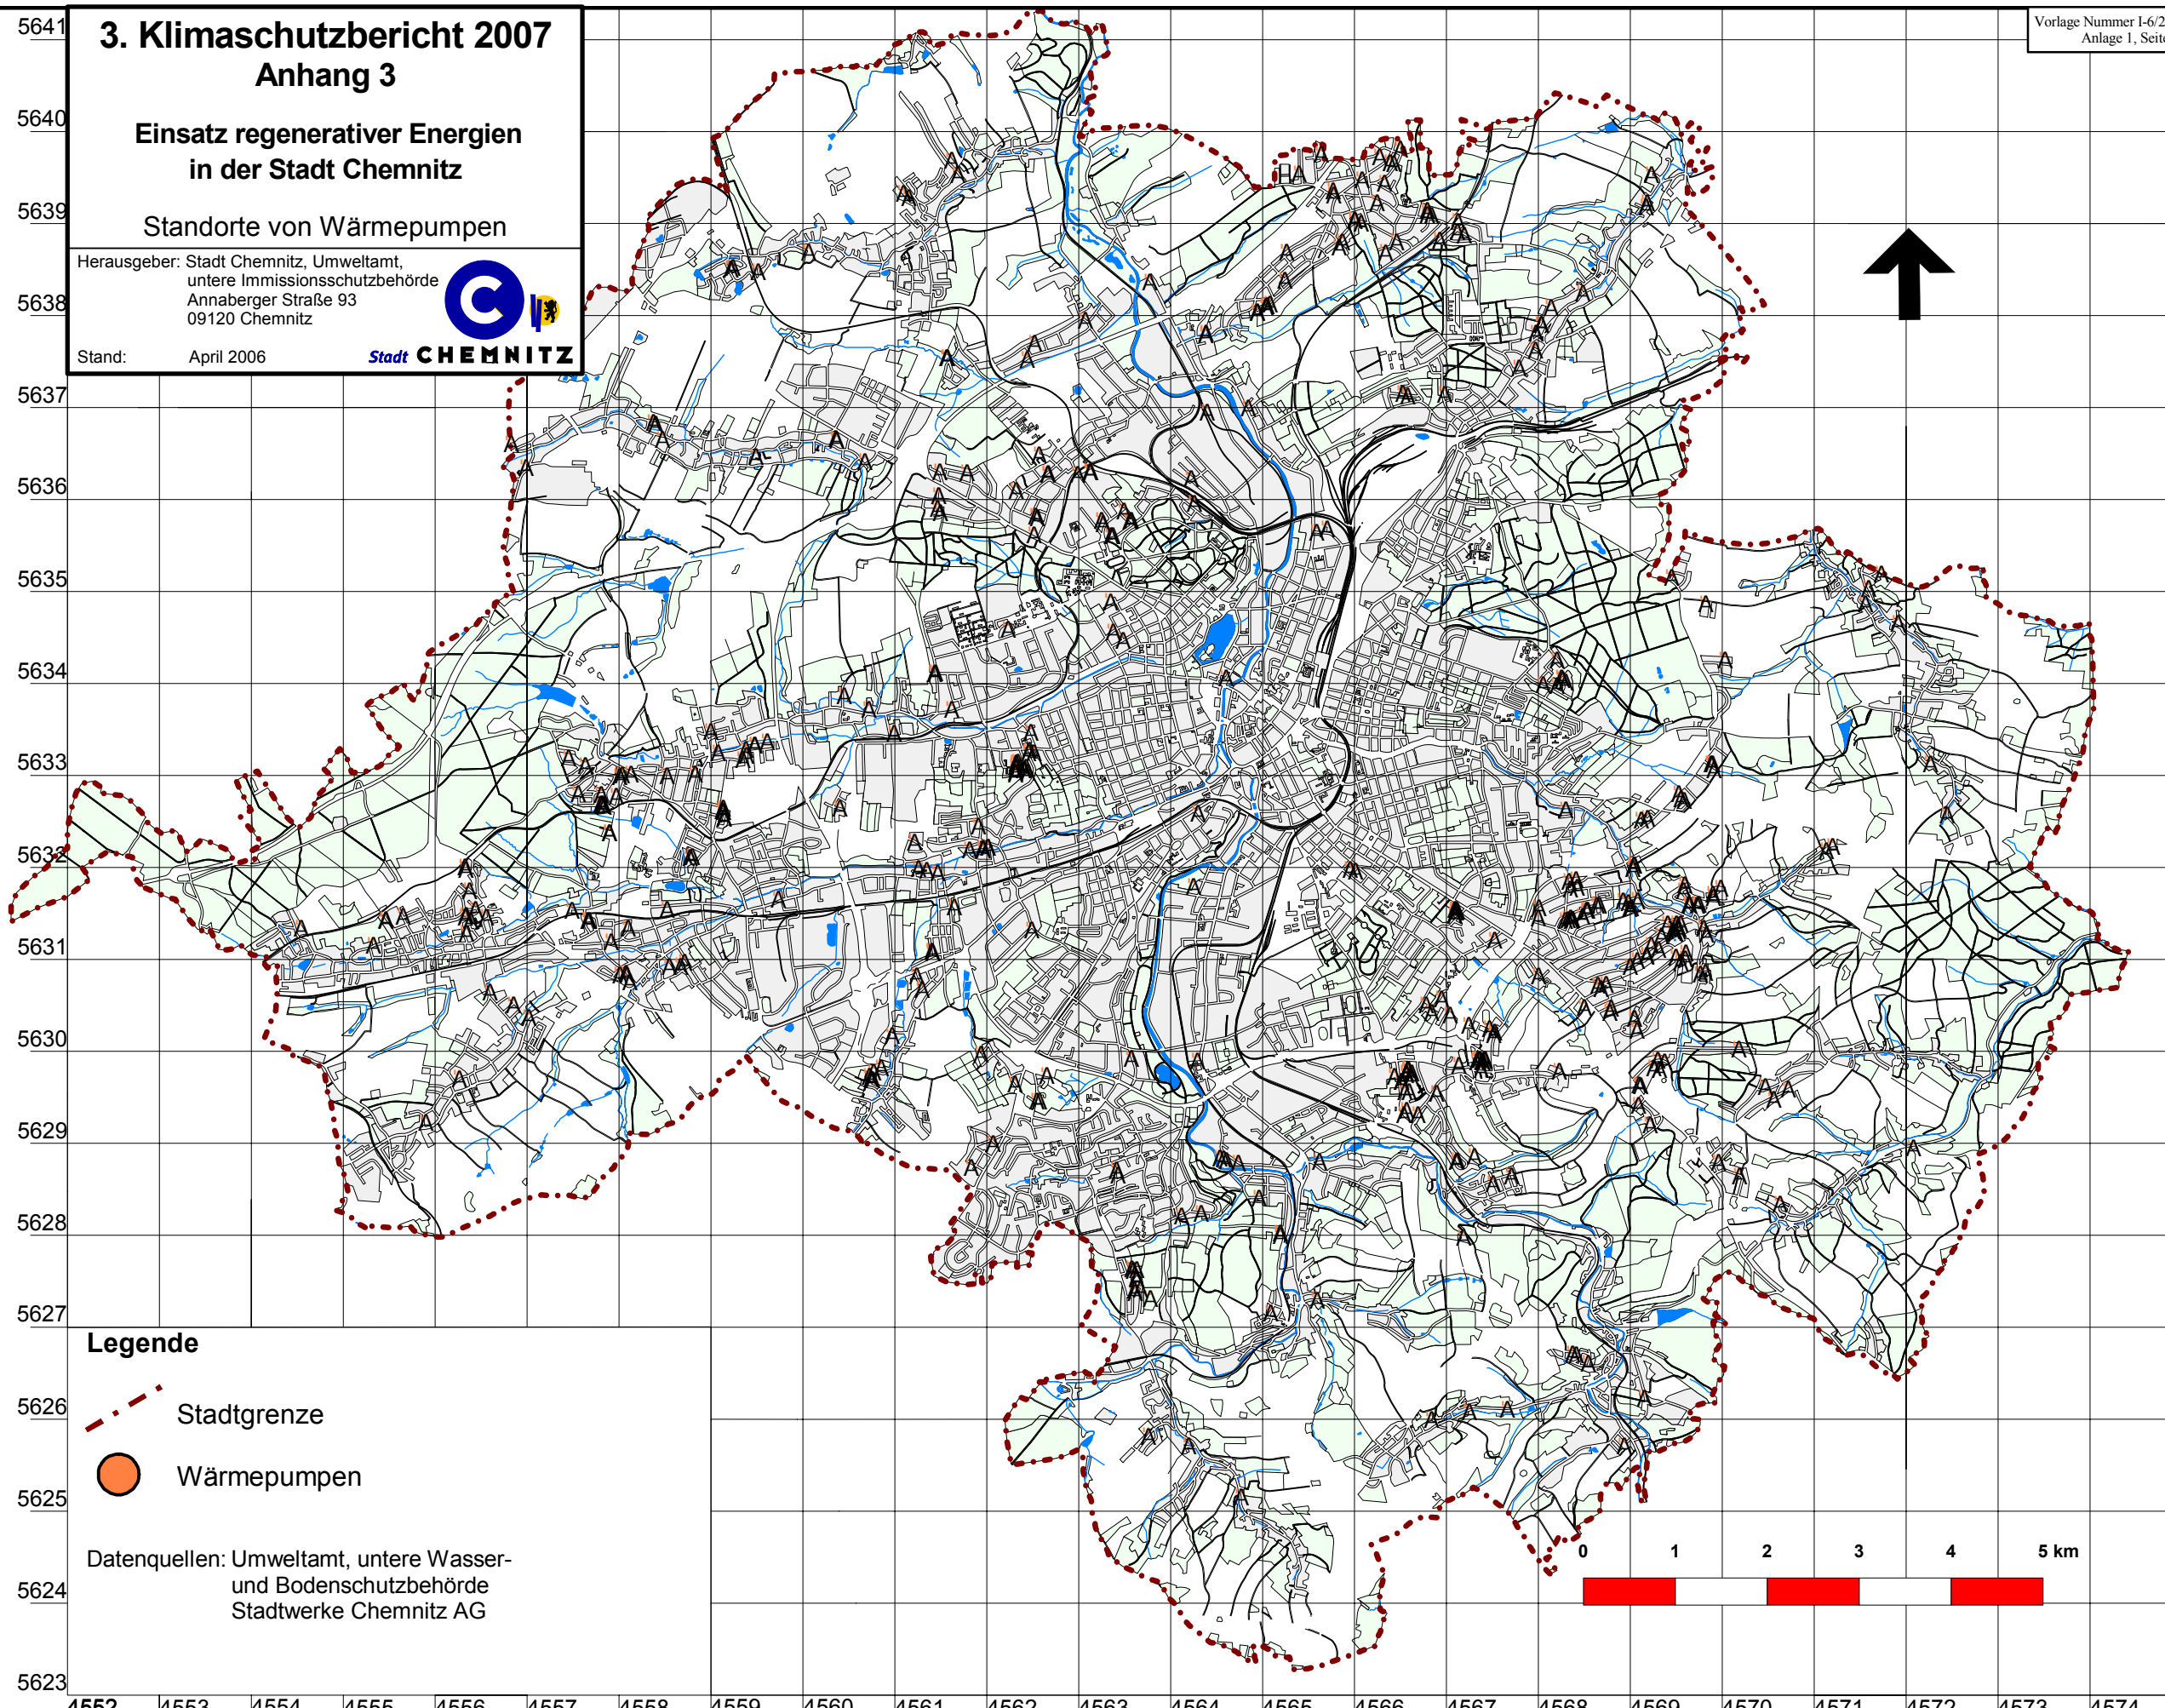 3. Klimaschutzbericht 2007
Anhang 3
Einsatz regenerativer Energien
in der Stadt Chemnitz
Standorte von Wärmepumpen
Herausgeber: Stadt Chemnitz, Umweltamt,
untere Immissionsschutzbehörde
Annaberger Straße 93
09120 Chemnitz
Stand: April 2006
Stadt CHEMNITZ
Vorlage Nummer I-6/2
Anlage 1, Seite
5641
5640
5639
5638
5637
5636
5635
5634
5633
5632
5631
5630
5629
5628
5627
5626
5625
5624
5623
Legende
Stadtgrenze
Wärmepumpen
Datenquellen: Umweltamt, untere Wasser-
und Bodenschutzbehörde
Stadtwerke Chemnitz AG
0 1 2 3 4 5 km
4552 4553 4554 4555 4556 4557 4558 4559 4560 4561 4562 4563 4564 4565 4566 4567 4568 4569 4570 4571 4572 4573 4574